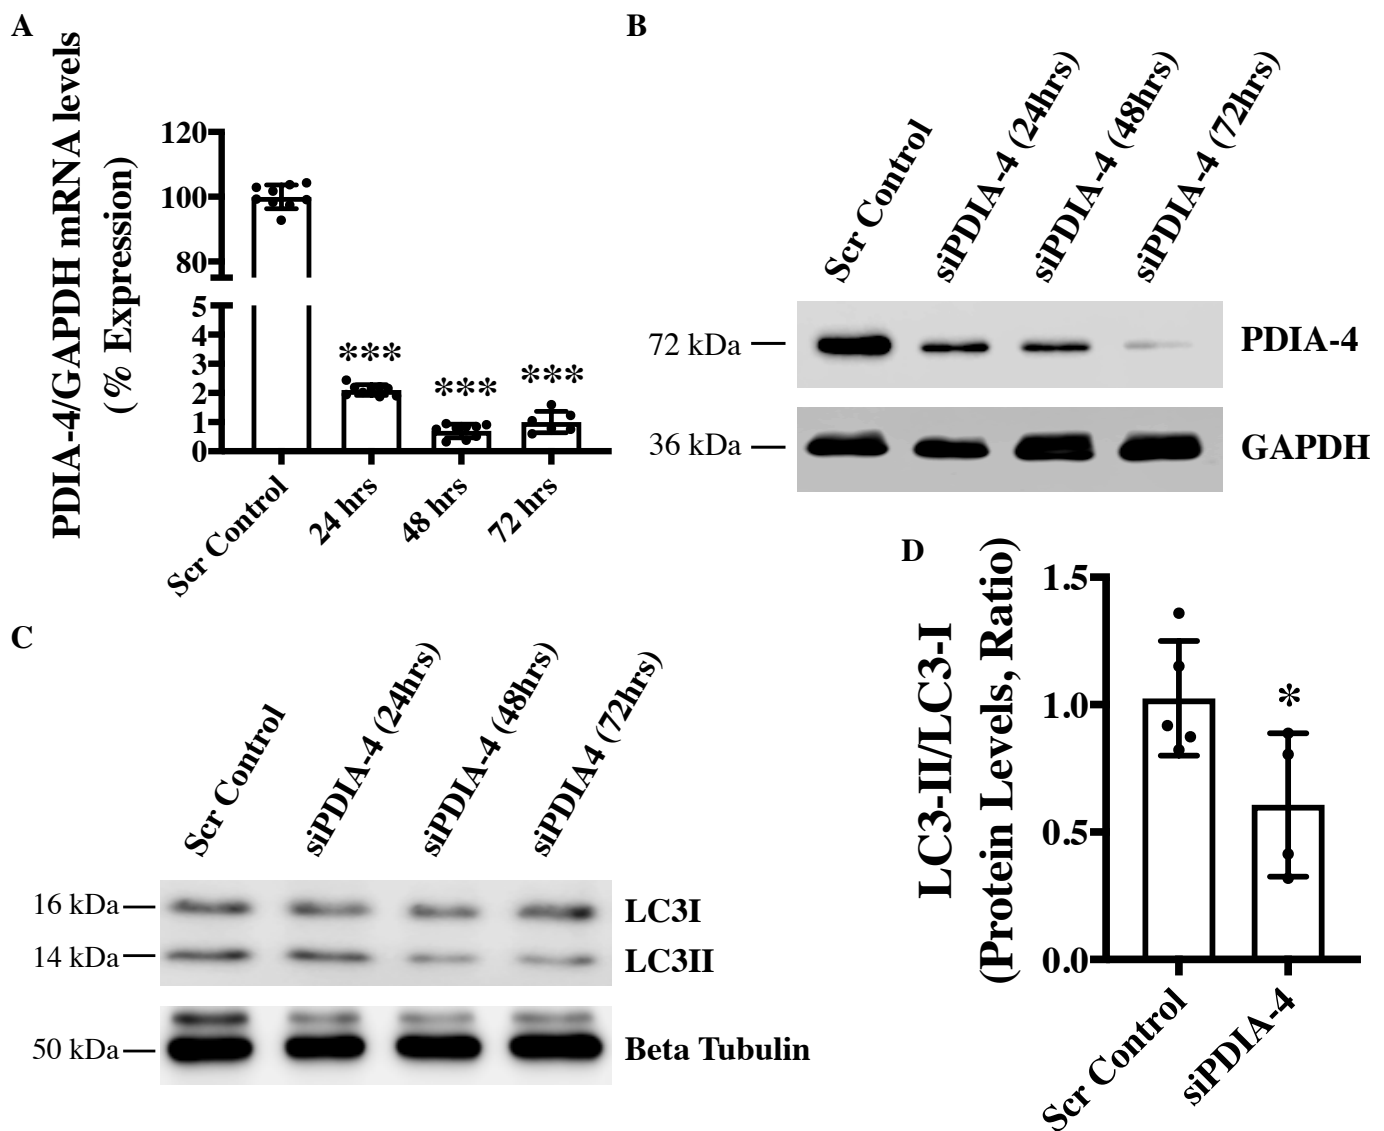 A
PDIA-4/GAPDH mRNA levels
(% Expression)
120
100
80
5
4
3
2
1
0
***
***
***
Scr Control
24 hrs
48 hrs
72 hrs
B
Scr Control
siPDIA-4 (24hrs)
siPDIA-4 (48hrs)
siPDIA-4 (72hrs)
72 kDa
PDIA-4
36 kDa
GAPDH
C
Scr Control
siPDIA-4 (24hrs)
siPDIA-4 (48hrs)
siPDIA4 (72hrs)
16 kDa
LC3I
14 kDa
LC3II
50 kDa
Beta Tubulin
D
LC3-II/LC3-I
(Protein Levels, Ratio)
1.5
1.0
0.5
0.0
*
Scr Control
siPDIA-4